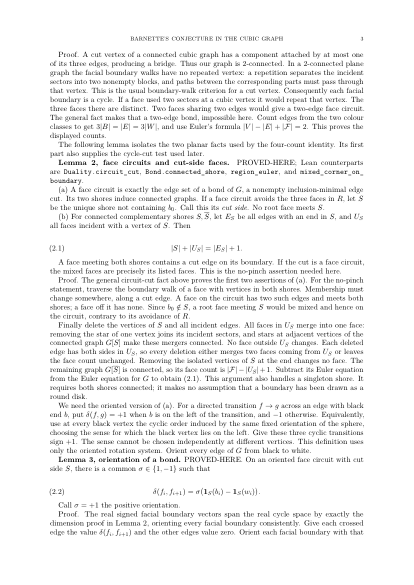 BARNETTE'S CONJECTURE IN THE CUBIC GRAPH 3
Proof. A cut vertex of a connected cubic graph has a component attached by at most one
of its three edges, producing a bridge. Thus our graph is 2-connected. In a 2-connected plane
graph the facial boundary walks have no repeated vertex: a repetition separates the incident
sectors into two nonempty blocks, and paths between the corresponding parts must pass through
that vertex. This is the usual boundary-walk criterion for a cut vertex. Consequently each facial
boundary is a cycle. If a face used two sectors at a cubic vertex it would repeat that vertex. The
three faces there are distinct. Two faces sharing two edges would give a two-edge face circuit.
The general fact makes that a two-edge bond, impossible here. Count edges from the two colour
classes to get 3|B| = |E| = 3|W|, and use Euler's formula |V| − |E| + |F| = 2. This proves the
displayed counts.
The following lemma isolates the two planar facts used by the four-count identity. Its first
part also supplies the cycle-cut test used later.
Lemma 2, face circuits and cut-side faces. PROVED-HERE; Lean counterparts
are Duality.circuit_cut, Bond.connected_shore, region_euler, and mixed_corner_on_
boundary.
(a) A face circuit is exactly the edge set of a bond of G, a nonempty inclusion-minimal edge
cut. Its two shores induce connected graphs. If a face circuit avoids the three faces in R, let S
be the unique shore not containing b₀. Call this its cut side. No root face meets S.
(b) For connected complementary shores S, S̅, let E_S be all edges with an end in S, and U_S
all faces incident with a vertex of S. Then
(2.1) |S| + |U_S| = |E_S| + 1.
A face meeting both shores contains a cut edge on its boundary. If the cut is a face circuit,
the mixed faces are precisely its listed faces. This is the no-pinch assertion needed here.
Proof. The general circuit-cut fact above proves the first two assertions of (a). For the no-pinch
statement, traverse the boundary walk of a face with vertices in both shores. Membership must
change somewhere, along a cut edge. A face on the circuit has two such edges and meets both
shores; a face off it has none. Since b₀ ∉ S, a root face meeting S would be mixed and hence on
the circuit, contrary to its avoidance of R.
Finally delete the vertices of S and all incident edges. All faces in U_S merge into one face:
removing the star of one vertex joins its incident sectors, and stars at adjacent vertices of the
connected graph G[S] make these mergers connected. No face outside U_S changes. Each deleted
edge has both sides in U_S, so every deletion either merges two faces coming from U_S or leaves
the face count unchanged. Removing the isolated vertices of S at the end changes no face. The
remaining graph G[S̅] is connected, so its face count is |F| − |U_S| + 1. Subtract its Euler equation
from the Euler equation for G to obtain (2.1). This argument also handles a singleton shore. It
requires both shores connected; it makes no assumption that a boundary has been drawn as a
round disk.
We need the oriented version of (a). For a directed transition f → g across an edge with black
end b, put δ(f, g) = +1 when b is on the left of the transition, and −1 otherwise. Equivalently,
use at every black vertex the cyclic order induced by the same fixed orientation of the sphere,
choosing the sense for which the black vertex lies on the left. Give these three cyclic transitions
sign +1. The sense cannot be chosen independently at different vertices. This definition uses
only the oriented rotation system. Orient every edge of G from black to white.
Lemma 3, orientation of a bond. PROVED-HERE. On an oriented face circuit with cut
side S, there is a common σ ∈ {1, −1} such that
(2.2) δ(f_i, f_{i+1}) = σ(1_S(b_i) − 1_S(w_i)).
Call σ = +1 the positive orientation.
Proof. The real signed facial boundary vectors span the real cycle space by exactly the
dimension proof in Lemma 2, orienting every facial boundary consistently. Give each crossed
edge the value δ(f_i, f_{i+1}) and the other edges value zero. Orient each facial boundary with that